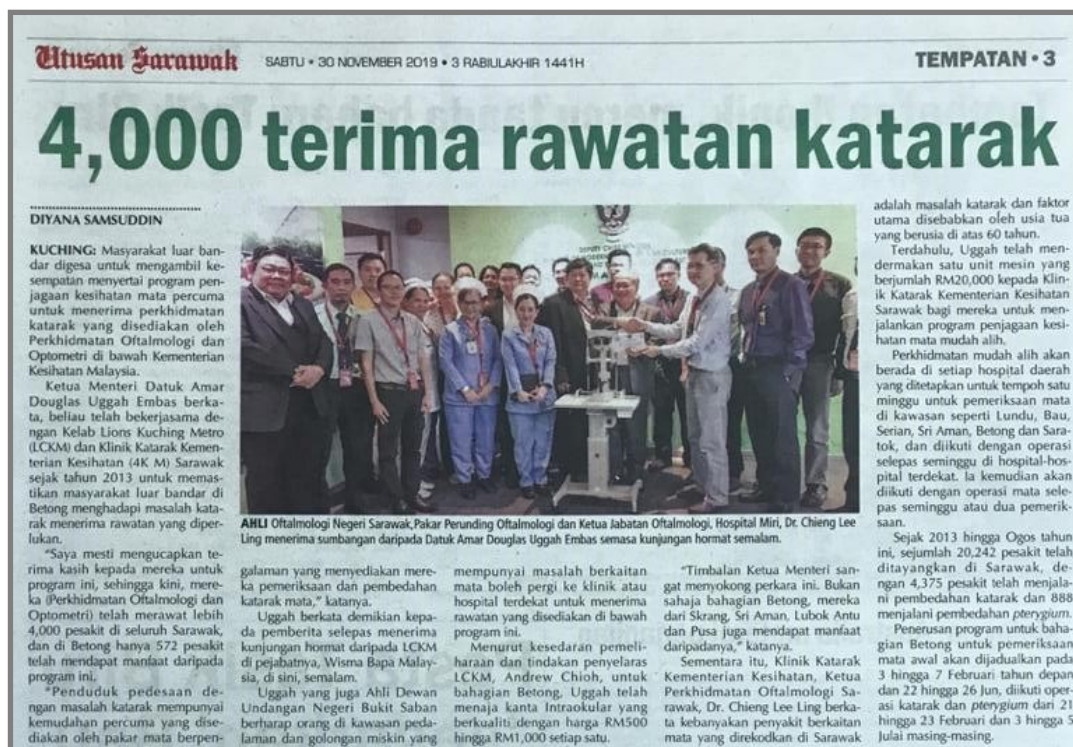 Utusan Sarawak
SABTU • 30 NOVEMBER 2019 • 3 RABIULAKHIR 1441H
TEMPATAN • 3
4,000 terima rawatan katarak
DIYANA SAMSUDDIN
KUCHING: Masyarakat luar ban-
dar digesa untuk mengambil ke-
sempatan menyertai program pen-
jagaan kesihatan mata percuma
untuk menerima perkhidmatan
katarak yang disediakan oleh
Perkhidmatan Oftalmologi dan
Optometri di bawah Kementerian
Kesihatan Malaysia.
Ketua Menteri Datuk Amar
Douglas Uggah Embas berka-
ta, beliau telah bekerjasama de-
ngan Kelab Lions Kuching Metro
(LCKM) dan Klinik Katarak Kemen-
terian Kesihatan (4K M) Sarawak
sejak tahun 2013 untuk memas-
tikan masyarakat luar bandar di
Betong menghadapi masalah kata-
rak menerima rawatan yang diper-
lukan.
"Saya mesti mengucapkan te-
rima kasih kepada mereka untuk
program ini, sehingga kini, mere-
ka (Perkhidmatan Oftalmologi dan
Optometri) telah merawat lebih
4,000 pesakit di seluruh Sarawak,
dan di Betong hanya 572 pesakit
telah mendapat manfaat daripada
program ini.
"Penduduk pedesaan de-
ngan masalah katarak mempunyai
kemudahan percuma yang dise-
diakan oleh pakar mata berpen-
AHLI Oftalmologi Negeri Sarawak,Pakar Perunding Oftalmologi dan Ketua Jabatan Oftalmologi, Hospital Miri, Dr. Chieng Lee
Ling menerima sumbangan daripada Datuk Amar Douglas Uggah Embas semasa kunjungan hormat semalam.
galaman yang menyediakan mere-
ka pemeriksaan dan pembedahan
katarak mata," katanya.
Uggah berkata demikian kepa-
da pemberita selepas menerima
kunjungan hormat daripada LCKM
di pejabatnya, Wisma Bapa Malay-
sia, di sini, semalam.
Uggah yang juga Ahli Dewan
Undangan Negeri Bukit Saban
berharap orang di kawasan peda-
laman dan golongan miskin yang
mempunyai masalah berkaitan
mata boleh pergi ke klinik atau
hospital terdekat untuk menerima
rawatan yang disediakan di bawah
program ini.
Menurut kesedaran pemeli-
haraan dan tindakan penyelaras
LCKM, Andrew Chioh, untuk
bahagian Betong, Uggah telah
menaja kanta Intraokular yang
berkualiti dengan harga RM500
hingga RM1,000 setiap satu.
"Timbalan Ketua Menteri san-
gat menyokong perkara ini. Bukan
sahaja bahagian Betong, mereka
dari Skrang, Sri Aman, Lubok Antu
dan Pusa juga mendapat manfaat
daripadanya," katanya.
Sementara itu, Klinik Katarak
Kementerian Kesihatan, Ketua
Perkhidmatan Oftalmologi Sa-
rawak, Dr. Chieng Lee Ling berka-
ta kebanyakan penyakit berkaitan
mata yang direkodkan di Sarawak
adalah masalah katarak dan faktor
utama disebabkan oleh usia tua
yang berusia di atas 60 tahun.
Terdahulu, Uggah telah men-
dermakan satu unit mesin yang
berjumlah RM20,000 kepada Klin-
ik Katarak Kementerian Kesihatan
Sarawak bagi mereka untuk men-
jalankan program penjagaan kesi-
hatan mata mudah alih.
Perkhidmatan mudah alih akan
berada di setiap hospital daerah
yang ditetapkan untuk tempoh satu
minggu untuk pemeriksaan mata
di kawasan seperti Lundu, Bau,
Serian, Sri Aman, Betong dan Sara-
tok, dan diikuti dengan operasi
selepas seminggu di hospital-hos-
pital terdekat. Ia kemudian akan
diikuti dengan operasi mata sele-
pas seminggu atau dua pemerik-
saan.
Sejak 2013 hingga Ogos tahun
ini, sejumlah 20,242 pesakit telah
ditayangkan di Sarawak, de-
ngan 4,375 pesakit telah menjala-
ni pembedahan katarak dan 888
menjalani pembedahan pterygium.
Penerusan program untuk baha-
gian Betong untuk pemeriksaan
mata awal akan dijadualkan pada
3 hingga 7 Februari tahun depan
dan 22 hingga 26 Jun, diikuti oper-
asi katarak dan pterygium dari 21
hingga 23 Februari dan 3 hingga 5
Julai masing-masing.